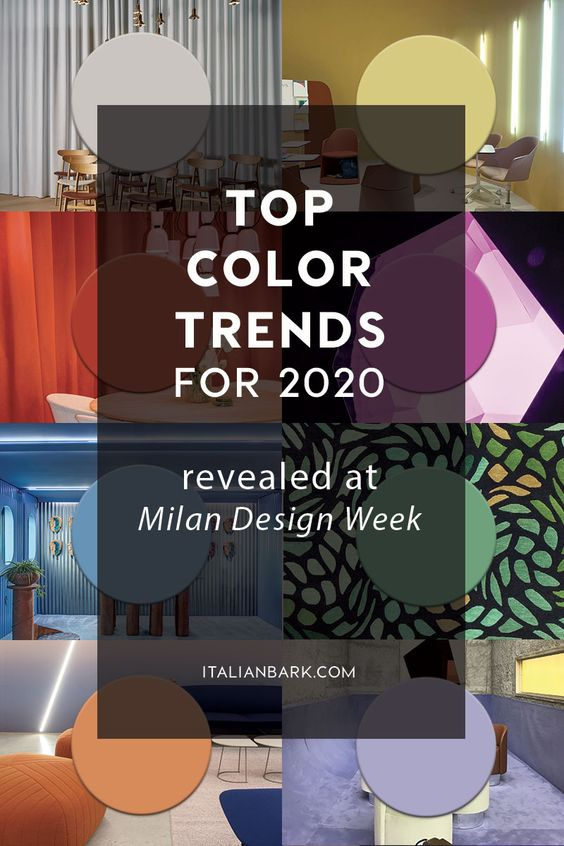 TOP
COLOR
TRENDS
FOR 2020
revealed at
Milan Design Week
ITALIANBARK.COM